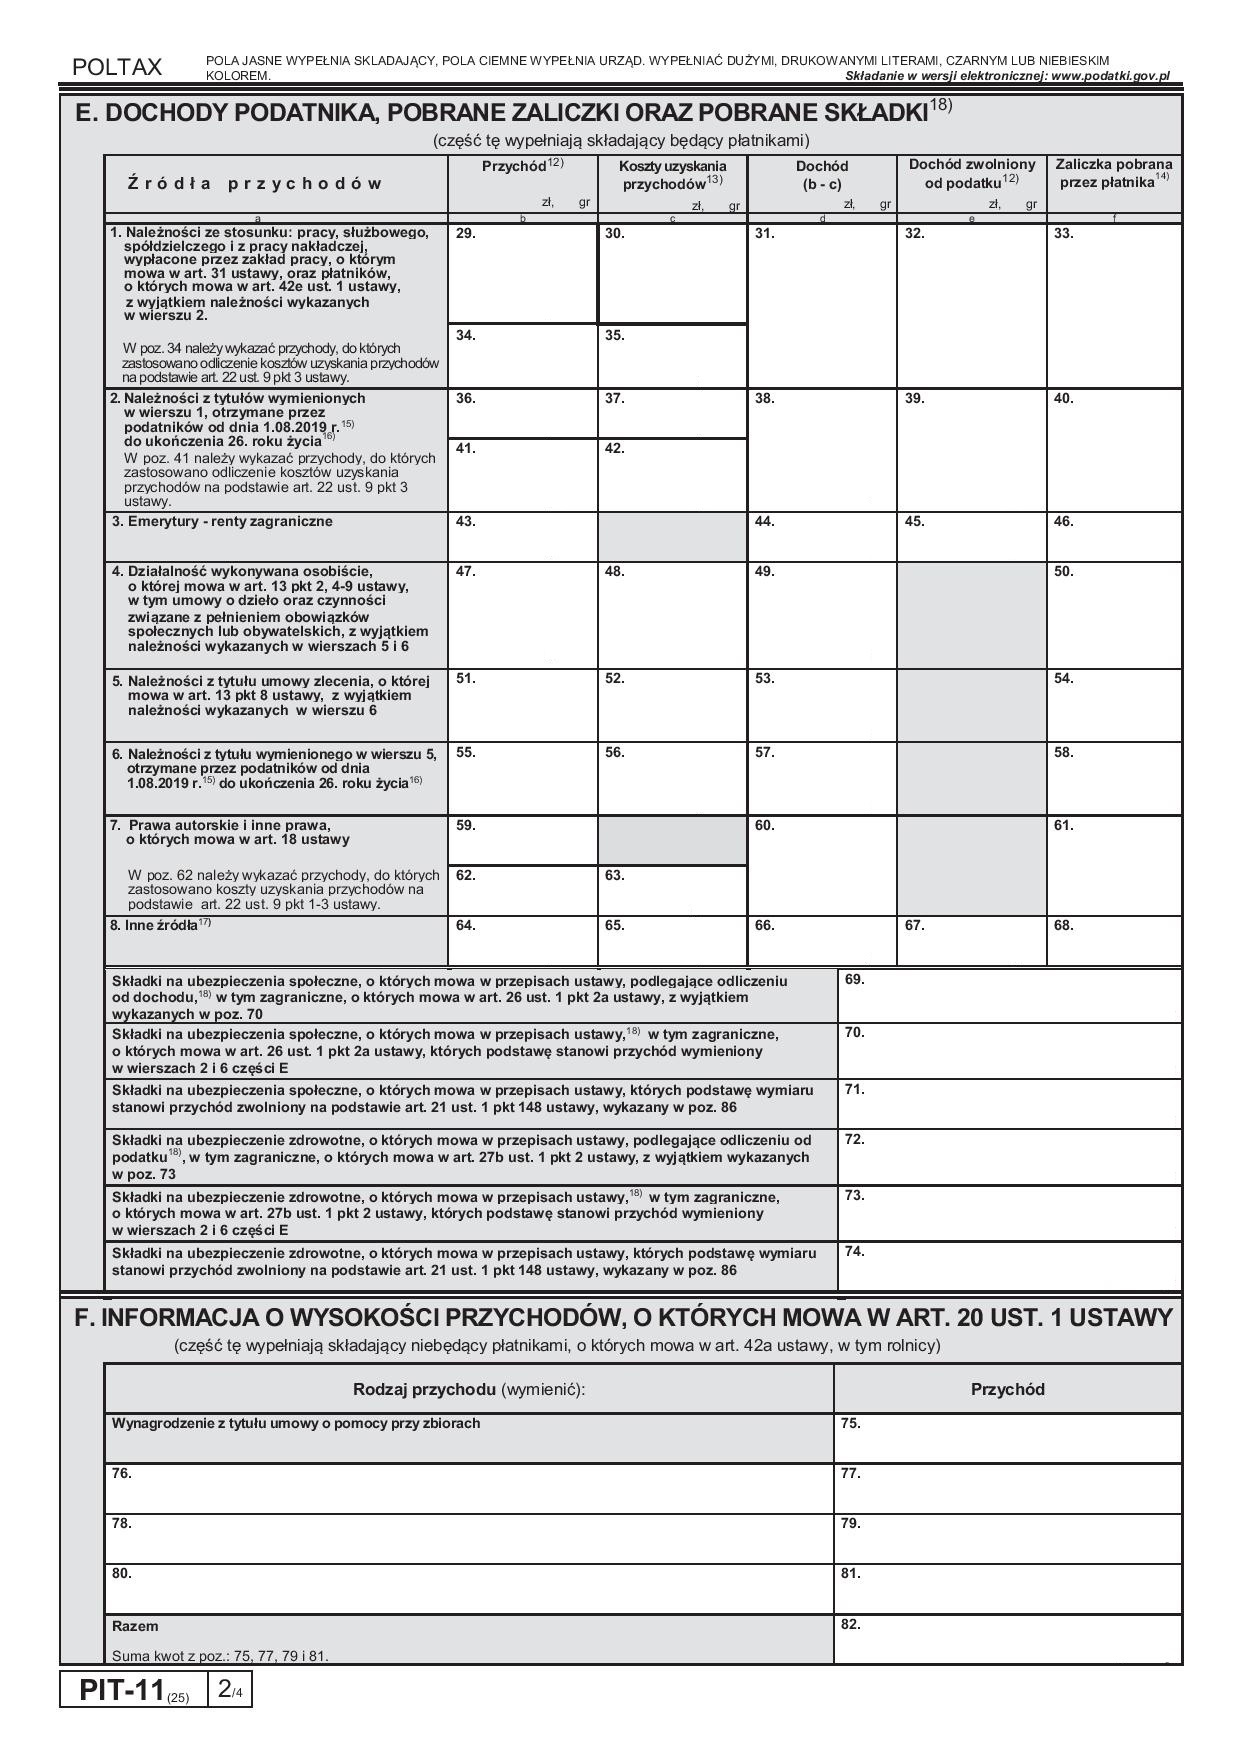 POLTAX
POLA JASNE WYPEŁNIA SKLADAJĄCY, POLA CIEMNE WYPEŁNIA URZĄD. WYPEŁNIAĆ DUŻYMI, DRUKOWANYMI LITERAMI, CZARNYM LUB NIEBIESKIM
KOLOREM.
Składanie w wersji elektronicznej: www.podatki.gov.pl
E. DOCHODY PODATNIKA, POBRANE ZALICZKI ORAZ POBRANE SKŁADKI18)
(część tę wypełniają składający będący płatnikami)
Źródła przychodów
Przychód12)
zł, gr
Koszty uzyskania
przychodów13)
zł, gr
Dochód
(b - c)
zł, gr
Dochód zwolniony
od podatku12)
zł, gr
Zaliczka pobrana
przez płatnika14)
a b c d e f
1. Należności ze stosunku: pracy, służbowego,
spółdzielczego i z pracy nakładczej,
wypłacone przez zakład pracy, o którym
mowa w art. 31 ustawy, oraz płatników,
o których mowa w art. 42e ust. 1 ustawy,
z wyjątkiem należności wykazanych
w wierszu 2.
W poz. 34 należy wykazać przychody, do których
zastosowano odliczenie kosztów uzyskania przychodów
na podstawie art. 22 ust. 9 pkt 3 ustawy.
29. 30. 31. 32. 33.
34. 35.
2. Należności z tytułów wymienionych
w wierszu 1, otrzymane przez
podatników od dnia 1.08.2019 r.15)
do ukończenia 26. roku życia16)
W poz. 41 należy wykazać przychody, do których
zastosowano odliczenie kosztów uzyskania
przychodów na podstawie art. 22 ust. 9 pkt 3
ustawy.
36. 37. 38. 39. 40.
41. 42.
3. Emerytury - renty zagraniczne
43. 44. 45. 46.
4. Działalność wykonywana osobiście,
o której mowa w art. 13 pkt 2, 4-9 ustawy,
w tym umowy o dzieło oraz czynności
związane z pełnieniem obowiązków
społecznych lub obywatelskich, z wyjątkiem
należności wykazanych w wierszach 5 i 6
47. 48. 49. 50.
5. Należności z tytułu umowy zlecenia, o której
mowa w art. 13 pkt 8 ustawy, z wyjątkiem
należności wykazanych w wierszu 6
51. 52. 53. 54.
6. Należności z tytułu wymienionego w wierszu 5,
otrzymane przez podatników od dnia
1.08.2019 r.15) do ukończenia 26. roku życia16)
55. 56. 57. 58.
7. Prawa autorskie i inne prawa,
o których mowa w art. 18 ustawy
W poz. 62 należy wykazać przychody, do których
zastosowano koszty uzyskania przychodów na
podstawie art. 22 ust. 9 pkt 1-3 ustawy.
59. 60. 61.
62. 63.
8. Inne źródła17)
64. 65. 66. 67. 68.
Składki na ubezpieczenia społeczne, o których mowa w przepisach ustawy, podlegające odliczeniu
od dochodu,18) w tym zagraniczne, o których mowa w art. 26 ust. 1 pkt 2a ustawy, z wyjątkiem
wykazanych w poz. 70
69.
Składki na ubezpieczenia społeczne, o których mowa w przepisach ustawy,18) w tym zagraniczne,
o których mowa w art. 26 ust. 1 pkt 2a ustawy, których podstawę stanowi przychód wymieniony
w wierszach 2 i 6 części E
70.
Składki na ubezpieczenia społeczne, o których mowa w przepisach ustawy, których podstawę wymiaru
stanowi przychód zwolniony na podstawie art. 21 ust. 1 pkt 148 ustawy, wykazany w poz. 86
71.
Składki na ubezpieczenie zdrowotne, o których mowa w przepisach ustawy, podlegające odliczeniu od
podatku18), w tym zagraniczne, o których mowa w art. 27b ust. 1 pkt 2 ustawy, z wyjątkiem wykazanych
w poz. 73
72.
Składki na ubezpieczenie zdrowotne, o których mowa w przepisach ustawy,18) w tym zagraniczne,
o których mowa w art. 27b ust. 1 pkt 2 ustawy, których podstawę stanowi przychód wymieniony
w wierszach 2 i 6 części E
73.
Składki na ubezpieczenie zdrowotne, o których mowa w przepisach ustawy, których podstawę wymiaru
stanowi przychód zwolniony na podstawie art. 21 ust. 1 pkt 148 ustawy, wykazany w poz. 86
74.
F. INFORMACJA O WYSOKOŚCI PRZYCHODÓW, O KTÓRYCH MOWA W ART. 20 UST. 1 USTAWY
(część tę wypełniają składający niebędący płatnikami, o których mowa w art. 42a ustawy, w tym rolnicy)
Rodzaj przychodu (wymienić):
Przychód
Wynagrodzenie z tytułu umowy o pomocy przy zbiorach
75.
76. 77.
78. 79.
80. 81.
Razem
Suma kwot z poz.: 75, 77, 79 i 81.
82.
PIT-11(25) 2/4